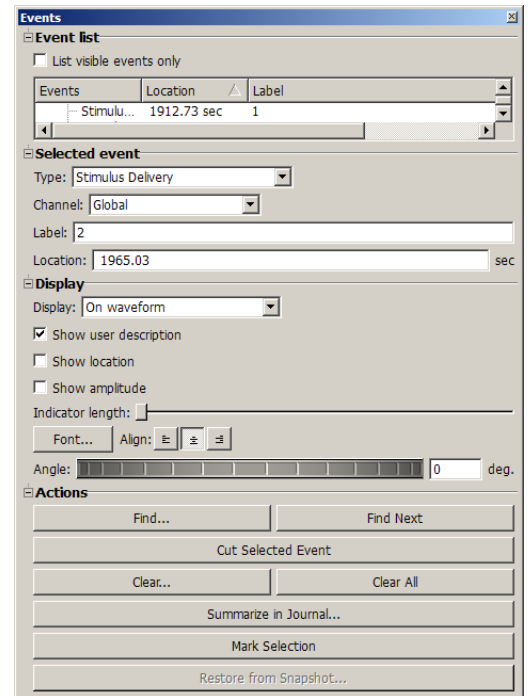 Events
Event list
List visible events only
Events Location Label
Stimulu... 1912.73 sec 1
Selected event
Type: Stimulus Delivery
Channel: Global
Label: 2
Location: 1965.03 sec
Display
Display: On waveform
Show user description
Show location
Show amplitude
Indicator length:
Font... Align:
Angle: 0 deg.
Actions
Find... Find Next
Cut Selected Event
Clear... Clear All
Summarize in Journal...
Mark Selection
Restore from Snapshot...